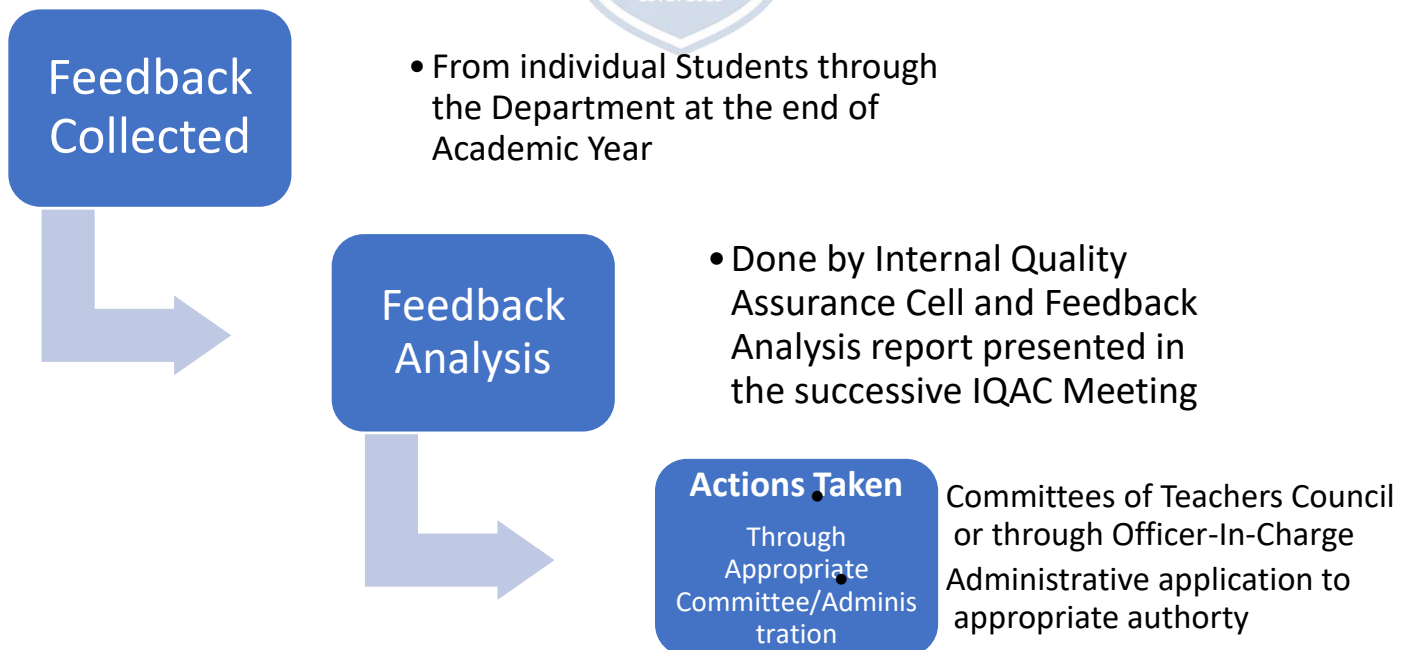 Feedback
Collected
• From individual Students through
the Department at the end of
Academic Year
Feedback
Analysis
• Done by Internal Quality
Assurance Cell and Feedback
Analysis report presented in
the successive IQAC Meeting
Actions Taken
Through
Appropriate
Committee/Adminis
tration
• Committees of Teachers Council
or through Officer-In-Charge
• Administrative application to
appropriate authorty